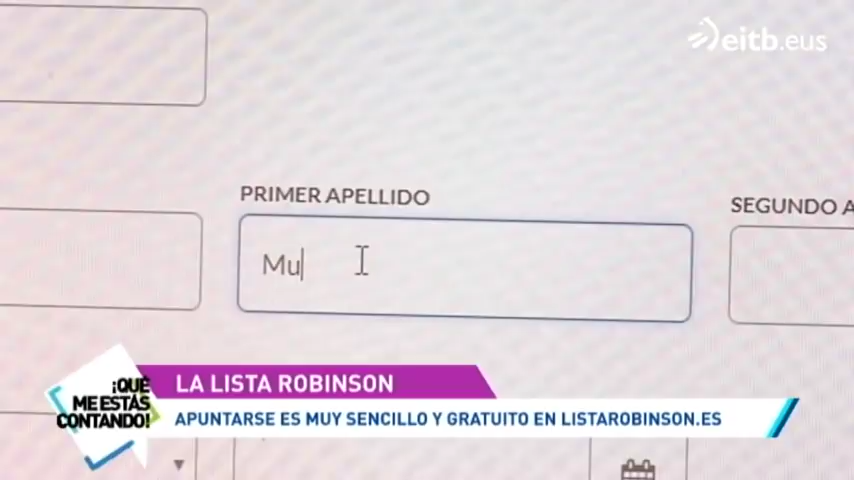 eitb.eus
PRIMER APELLIDO
SEGUNDO A
Mu
¡QUÉ
ME ESTÁS
CONTANDO!
LA LISTA ROBINSON
APUNTARSE ES MUY SENCILLO Y GRATUITO EN LISTAROBINSON.ES